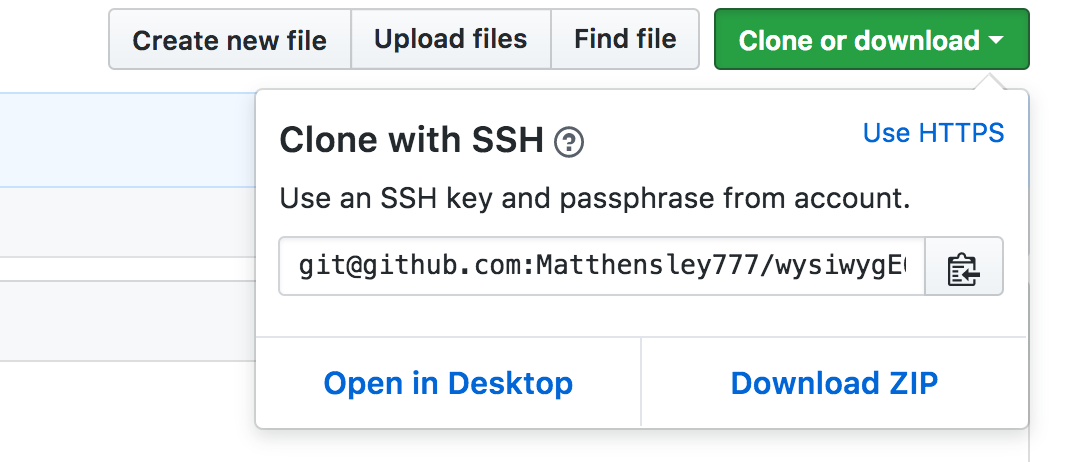 Create new file Upload files Find file Clone or download
Clone with SSH ? Use HTTPS
Use an SSH key and passphrase from account.
git@github.com:Matthensley777/wysiwygE
Open in Desktop Download ZIP